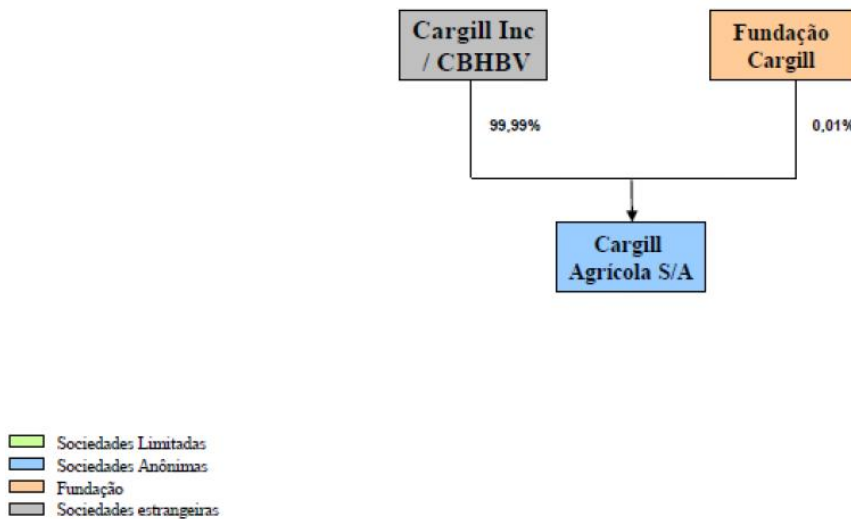 Cargill Inc
/ CBHBV
Fundação
Cargill
99,99%
0,01%
Cargill
Agrícola S/A
Sociedades Limitadas
Sociedades Anônimas
Fundação
Sociedades estrangeiras